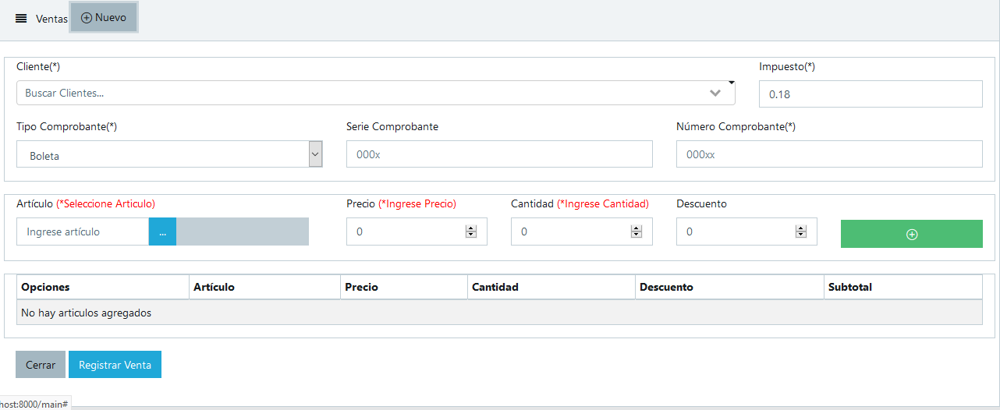 Ventas Nuevo
Cliente(*) Impuesto(*)
Buscar Clientes... 0.18
Tipo Comprobante(*) Serie Comprobante Número Comprobante(*)
Boleta 000x 000xx
Artículo (*Seleccione Articulo) Precio (*Ingrese Precio) Cantidad (*Ingrese Cantidad) Descuento
Ingrese artículo ... 0 0 0
Opciones Artículo Precio Cantidad Descuento Subtotal
No hay articulos agregados
Cerrar Registrar Venta
host:8000/main#